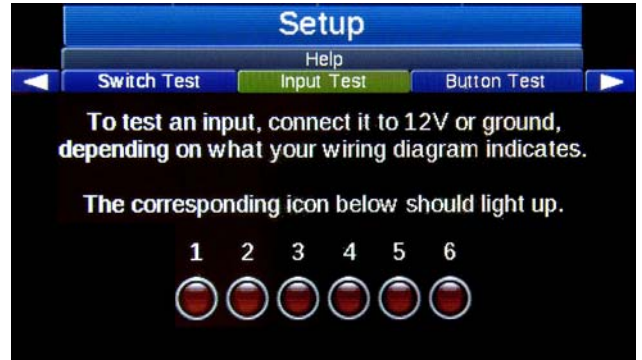 Setup
Help
Switch Test Input Test Button Test
To test an input, connect it to 12V or ground,
depending on what your wiring diagram indicates.
The corresponding icon below should light up.
1 2 3 4 5 6